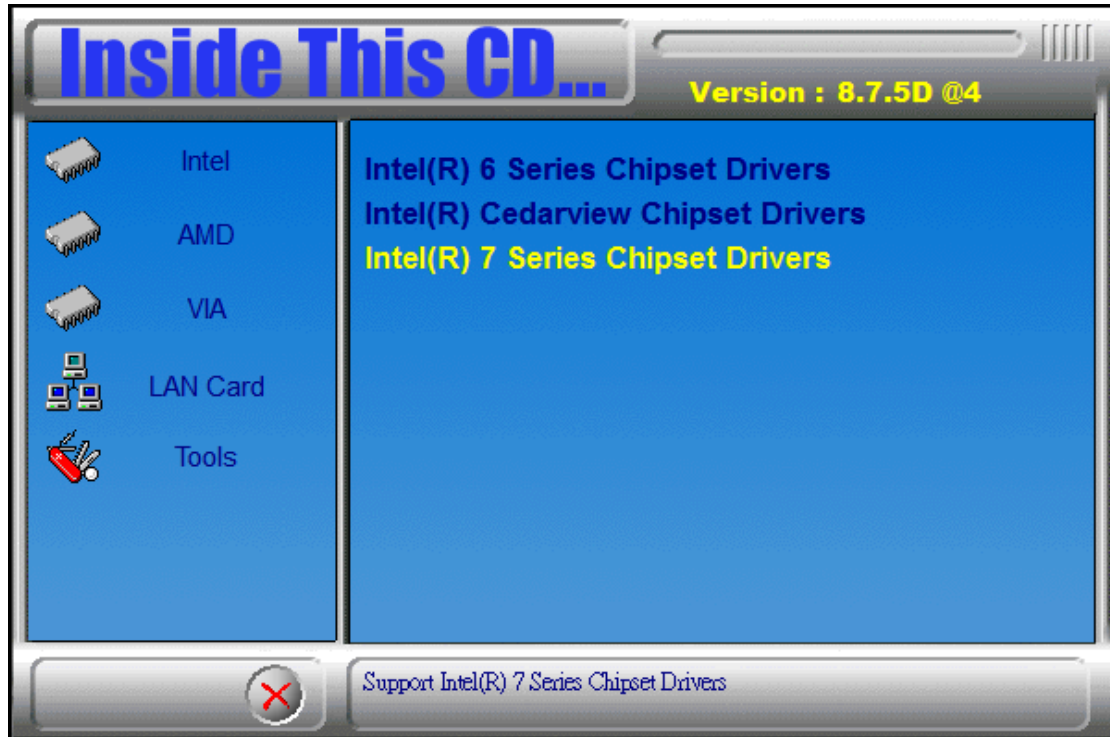 Inside This CD...
Version : 8.7.5D @4
Intel
AMD
VIA
LAN Card
Tools
Intel(R) 6 Series Chipset Drivers
Intel(R) Cedarview Chipset Drivers
Intel(R) 7 Series Chipset Drivers
Support Intel(R) 7 Series Chipset Drivers